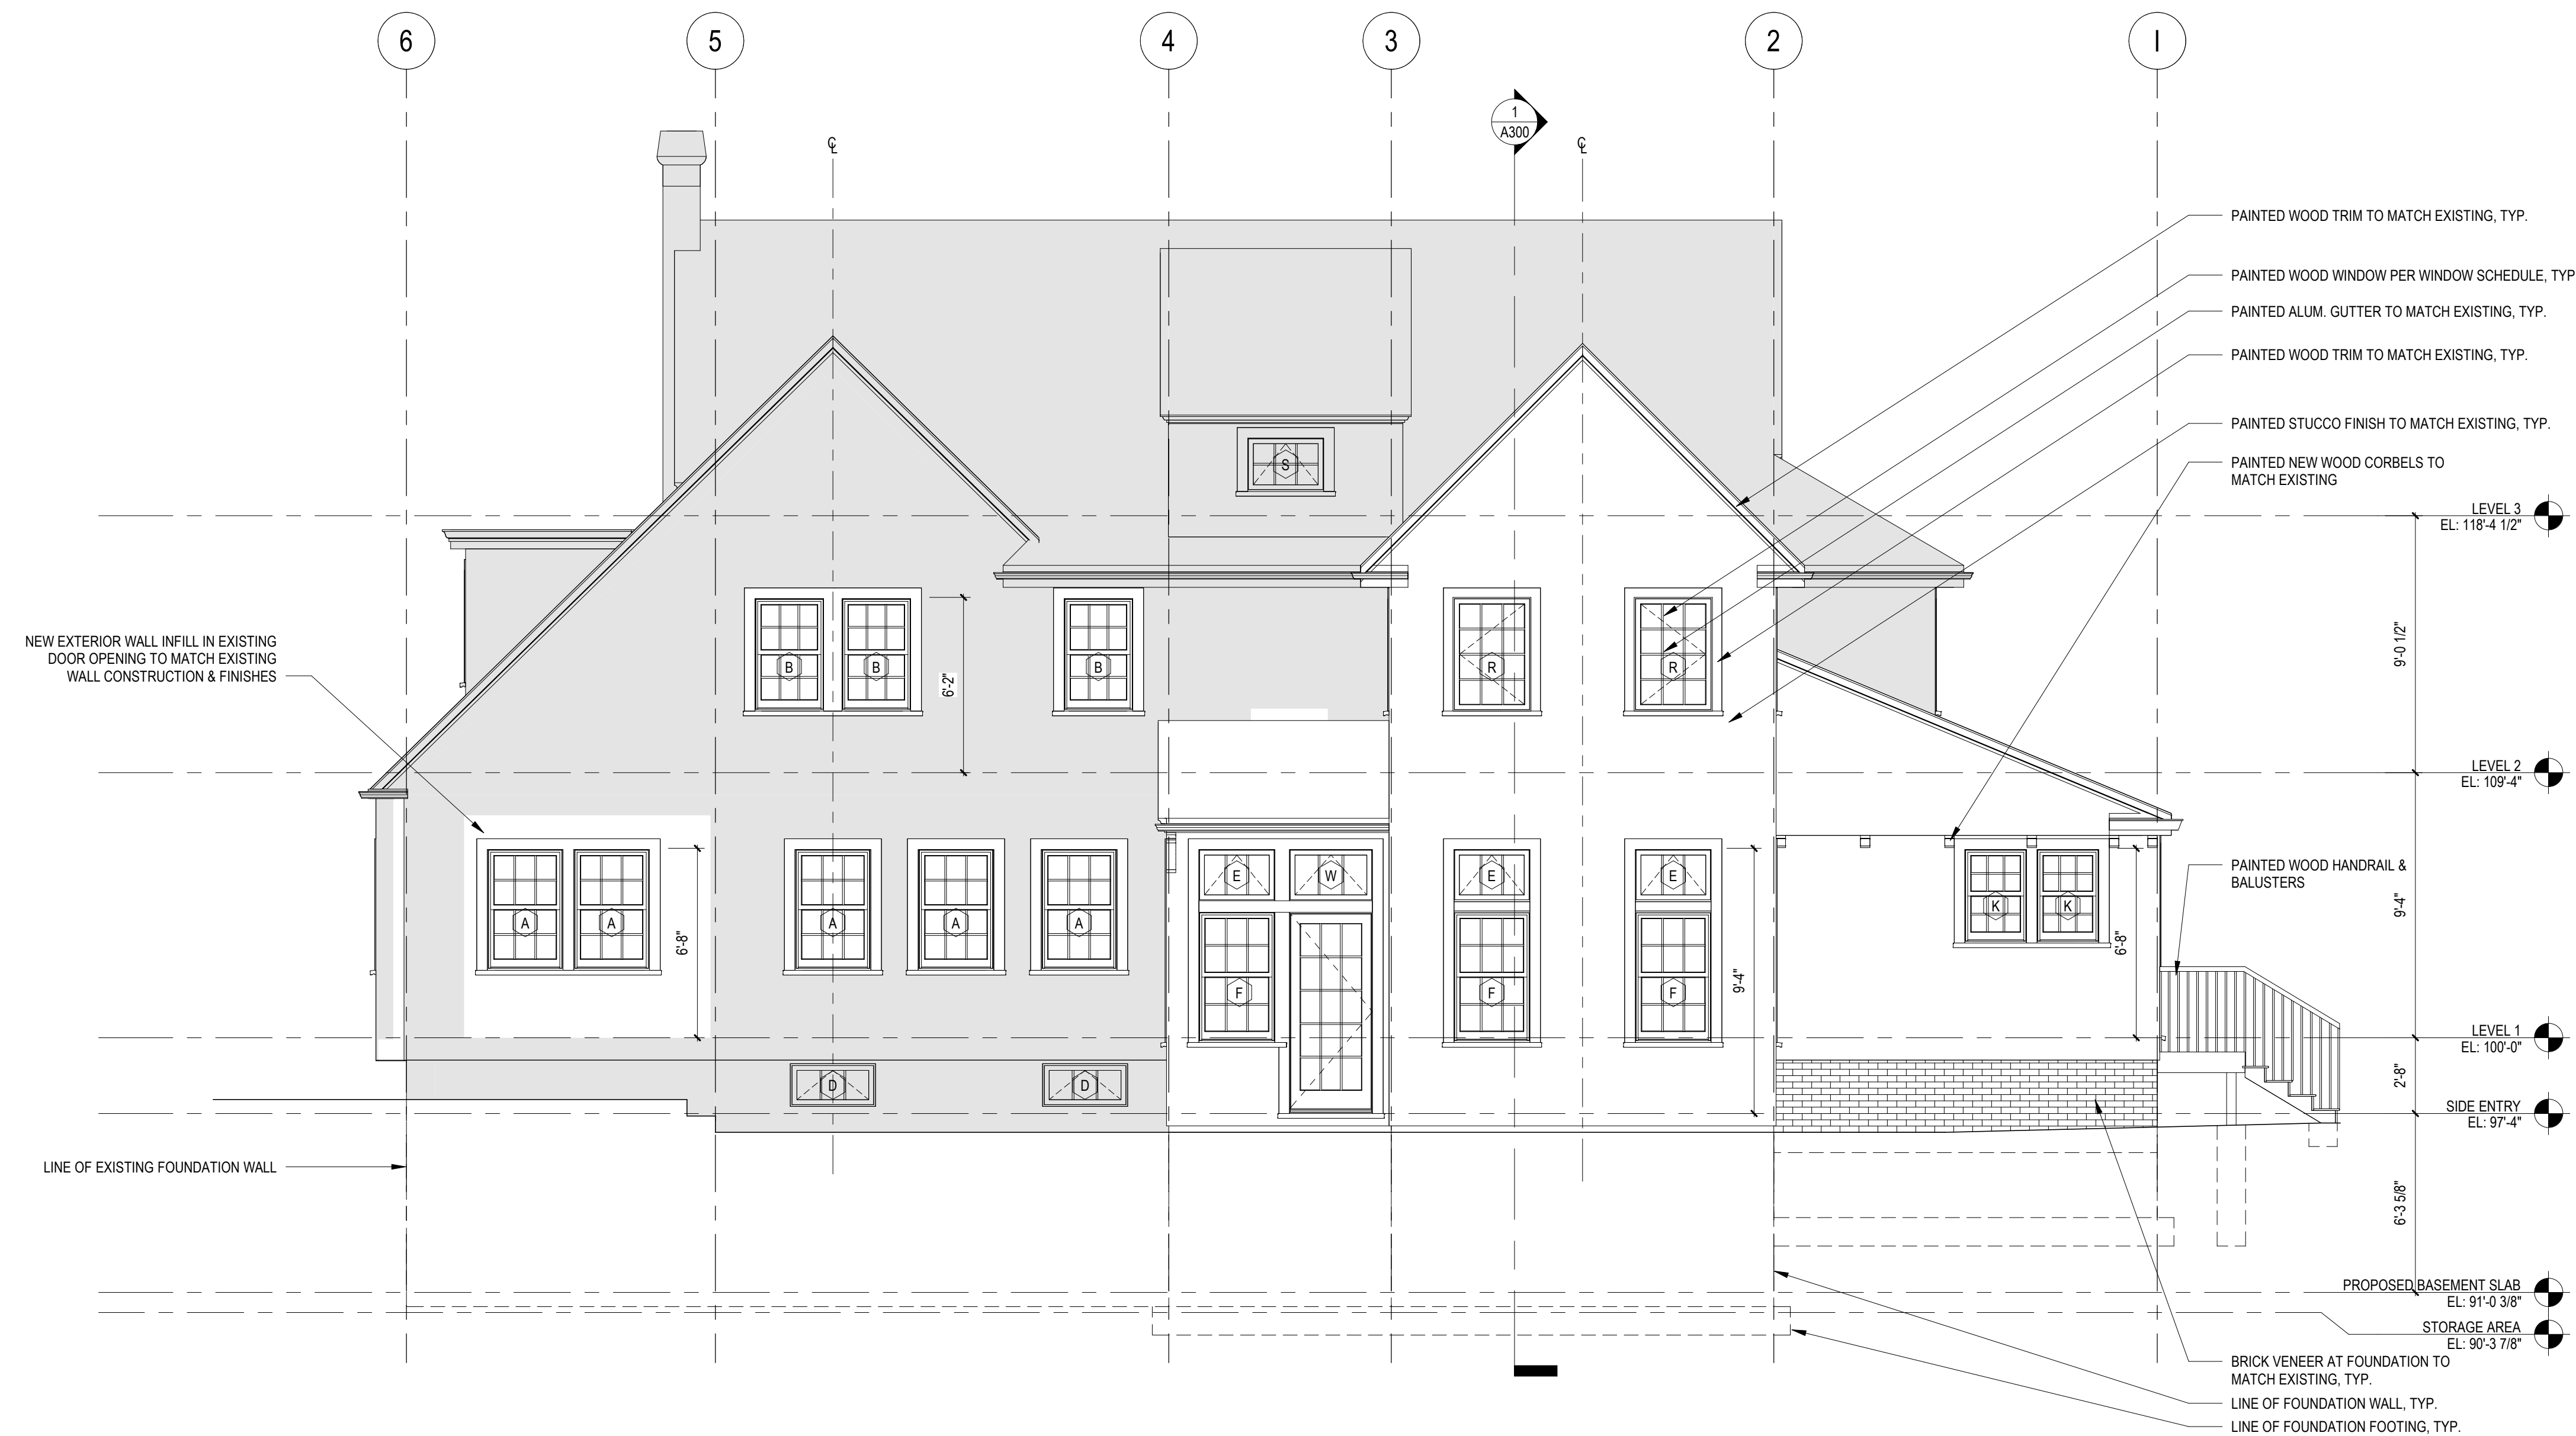 6
5
4
3
2
1
℄
℄
1
A300
PAINTED WOOD TRIM TO MATCH EXISTING, TYP.
PAINTED WOOD WINDOW PER WINDOW SCHEDULE, TYP
PAINTED ALUM. GUTTER TO MATCH EXISTING, TYP.
PAINTED WOOD TRIM TO MATCH EXISTING, TYP.
PAINTED STUCCO FINISH TO MATCH EXISTING, TYP.
PAINTED NEW WOOD CORBELS TO
MATCH EXISTING
S
LEVEL 3
EL: 118'-4 1/2"
NEW EXTERIOR WALL INFILL IN EXISTING
DOOR OPENING TO MATCH EXISTING
WALL CONSTRUCTION & FINISHES
B
B
6'-2"
B
R
R
9'-0 1/2"
LEVEL 2
EL: 109'-4"
A
A
6'-8"
A
A
A
E
W
E
E
F
F
F
9'-4"
K
K
6'-8"
PAINTED WOOD HANDRAIL &
BALUSTERS
9'-4"
LEVEL 1
EL: 100'-0"
D
D
2'-8"
SIDE ENTRY
EL: 97'-4"
LINE OF EXISTING FOUNDATION WALL
6'-3 5/8"
PROPOSED BASEMENT SLAB
EL: 91'-0 3/8"
STORAGE AREA
EL: 90'-3 7/8"
BRICK VENEER AT FOUNDATION TO
MATCH EXISTING, TYP.
LINE OF FOUNDATION WALL, TYP.
LINE OF FOUNDATION FOOTING, TYP.